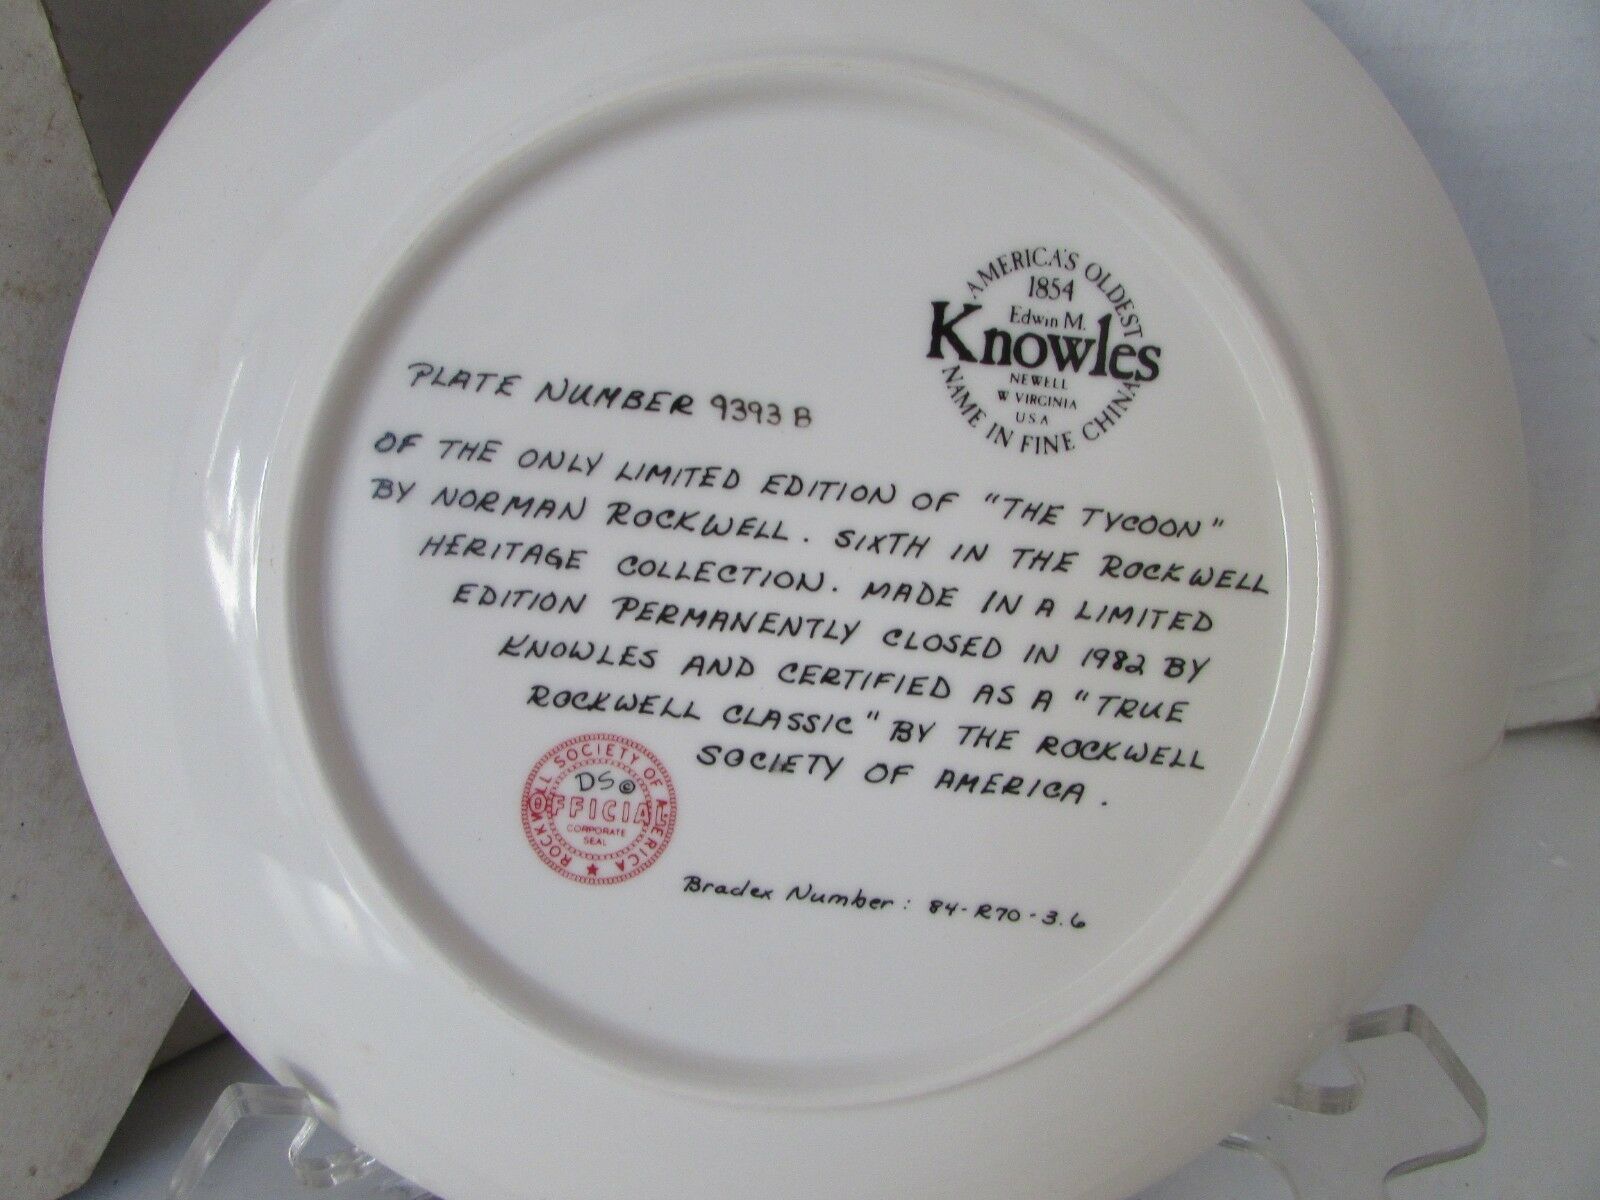 AMERICA'S OLDEST
1854
Edwin M.
Knowles
NEWELL
W VIRGINIA
USA
NAME IN FINE CHINA
PLATE NUMBER 9393 B
OF THE ONLY LIMITED EDITION OF "THE TYCOON"
BY NORMAN ROCKWELL. SIXTH IN THE ROCKWELL
HERITAGE COLLECTION. MADE IN A LIMITED
EDITION PERMANENTLY CLOSED IN 1982 BY
KNOWLES AND CERTIFIED AS A "TRUE
ROCKWELL CLASSIC" BY THE ROCKWELL
SOCIETY OF AMERICA.
ROCKWELL SOCIETY OF AMERICA
DS©
OFFICIAL
CORPORATE
SEAL
Bradex Number: 84-R70-3.6